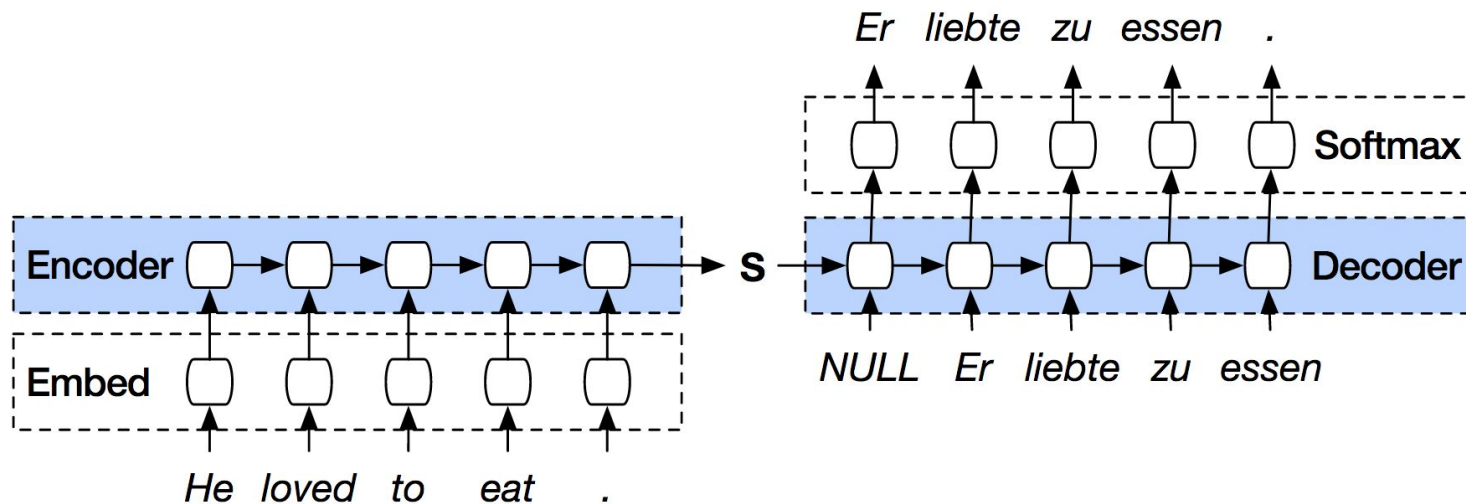 Er liebte zu essen .
Softmax
Encoder
S
Decoder
Embed
NULL Er liebte zu essen
He loved to eat .